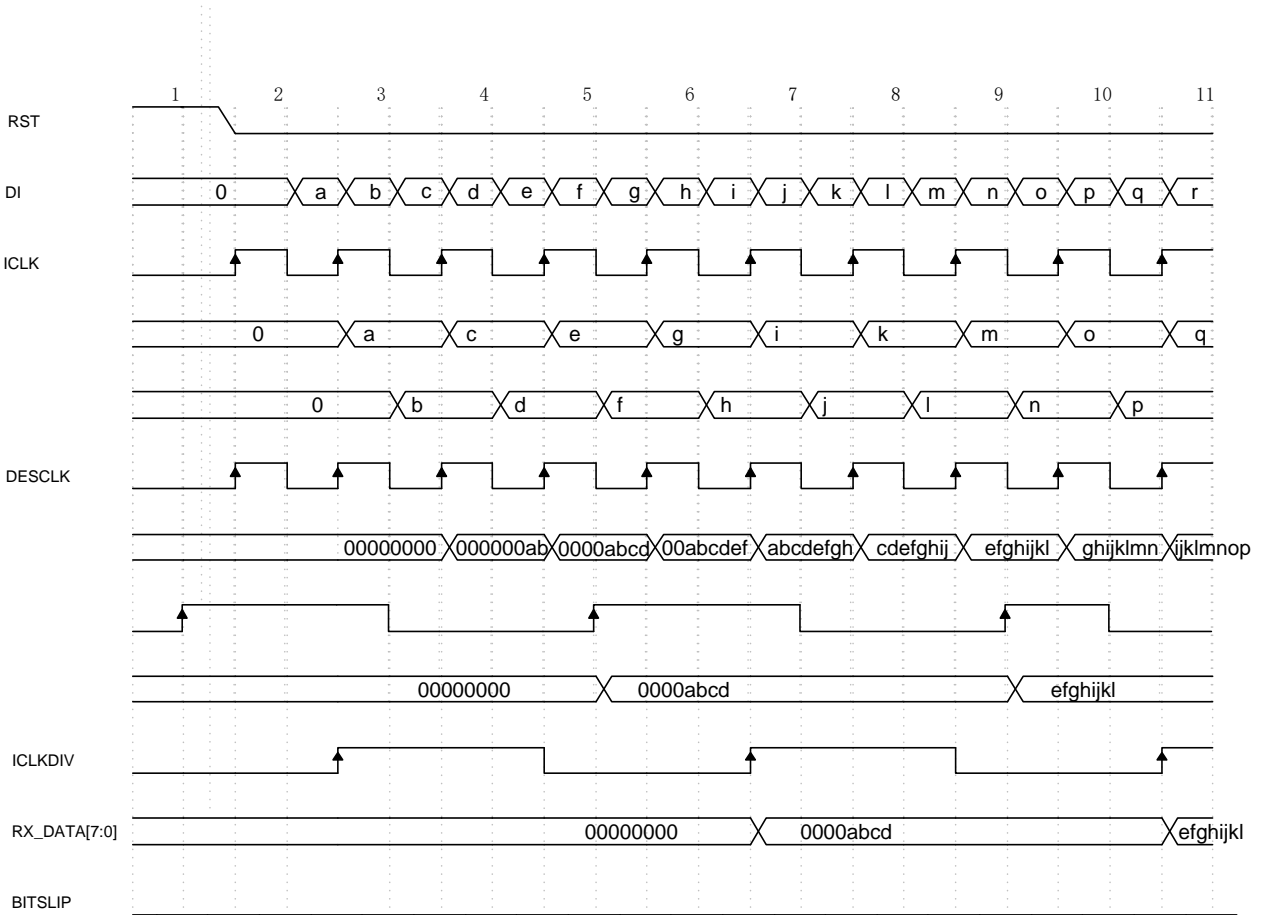 1 2 3 4 5 6 7 8 9 10 11
RST
DI 0 a b c d e f g h i j k l m n o p q r
ICLK
0 a c e g i k m o q
0 b d f h j l n p
DESCLK
00000000 000000ab 0000abcd 00abcdef abcdefgh cdefghij efghijkl ghijklmn ijklmnop
00000000 0000abcd efghijkl
ICLKDIV
RX_DATA[7:0] 00000000 0000abcd efghijkl
BITSLIP